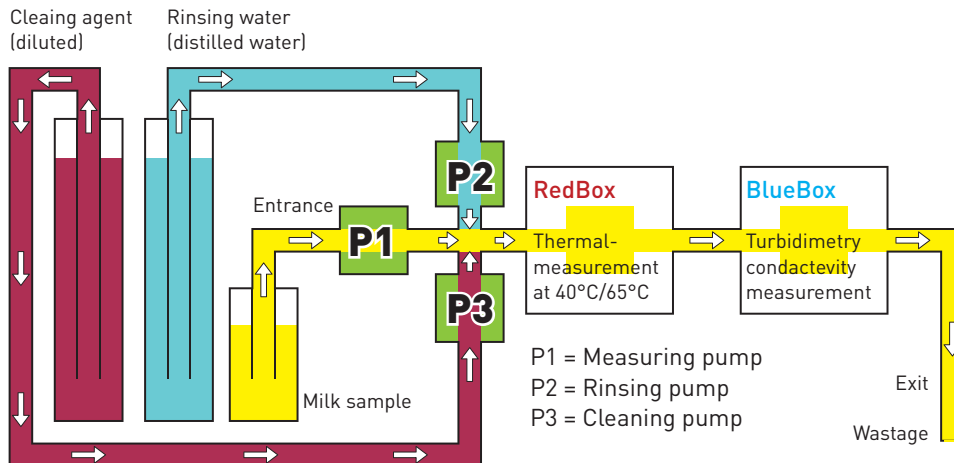 Cleaing agent
(diluted)
Rinsing water
(distilled water)
P2
RedBox
BlueBox
Entrance
P1
Thermal-
measurement
at 40°C/65°C
Turbidimetry
condactevity
measurement
P3
P1 = Measuring pump
P2 = Rinsing pump
P3 = Cleaning pump
Milk sample
Exit
Wastage